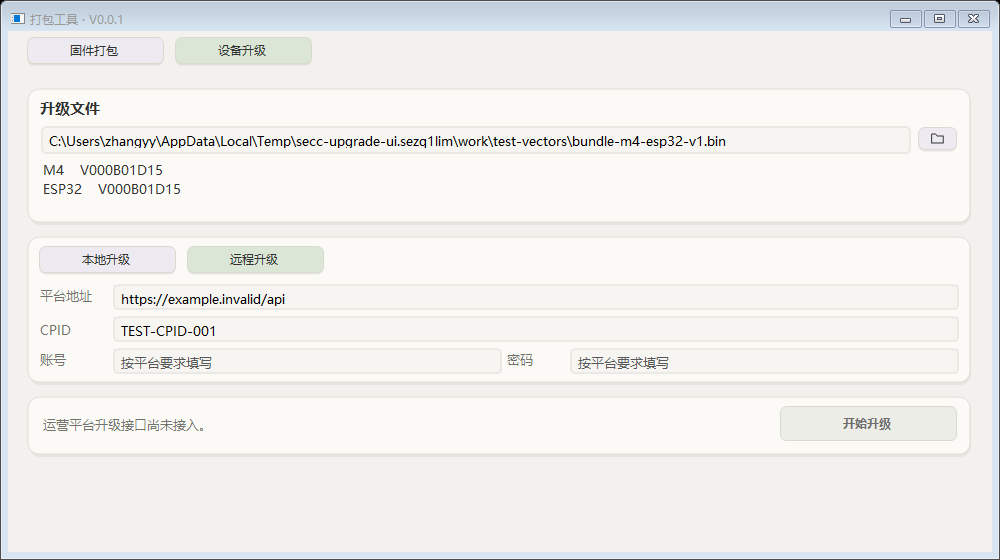 打包工具 · V0.0.1
固件打包 设备升级
升级文件
C:\Users\zhangyy\AppData\Local\Temp\secc-upgrade-ui.sezq1lim\work\test-vectors\bundle-m4-esp32-v1.bin
M4 V000B01D15
ESP32 V000B01D15
本地升级 远程升级
平台地址 https://example.invalid/api
CPID TEST-CPID-001
账号 按平台要求填写 密码 按平台要求填写
运营平台升级接口尚未接入。 开始升级